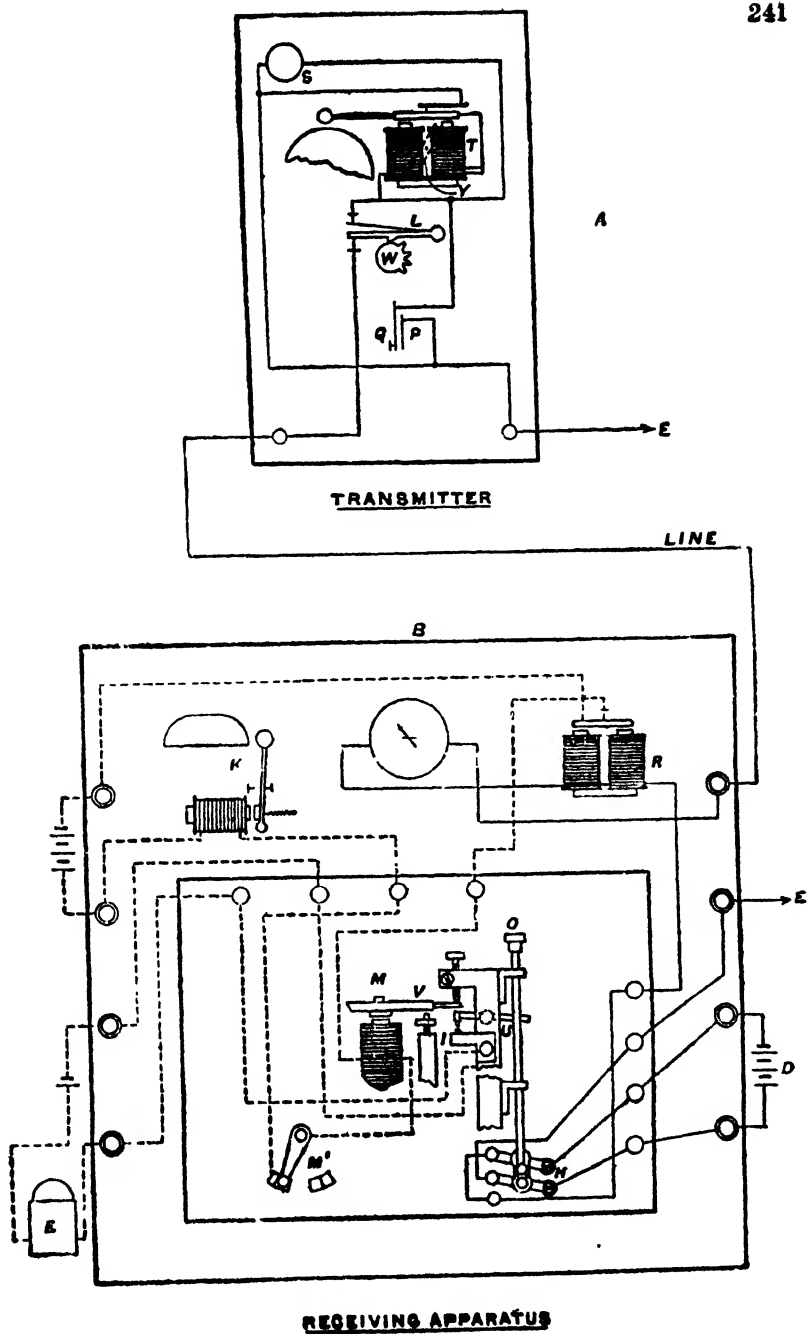 241
S
T
Y
L
A
W
Q P
E
TRANSMITTER
LINE
B
K
R
E
O
M
V
U
I
D
M'
H
E
RECEIVING APPARATUS